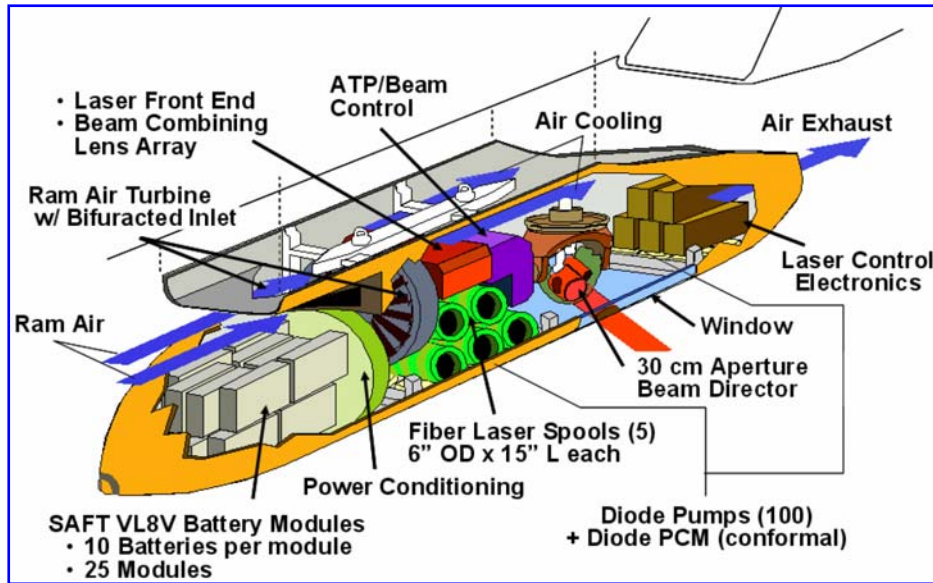 • Laser Front End
• Beam Combining
Lens Array
ATP/Beam
Control
Air Cooling
Air Exhaust
Ram Air Turbine
w/ Bifuracted Inlet
Laser Control
Electronics
Ram Air
Window
30 cm Aperture
Beam Director
Fiber Laser Spools (5)
6” OD x 15” L each
Power Conditioning
SAFT VL8V Battery Modules
• 10 Batteries per module
• 25 Modules
Diode Pumps (100)
+ Diode PCM (conformal)